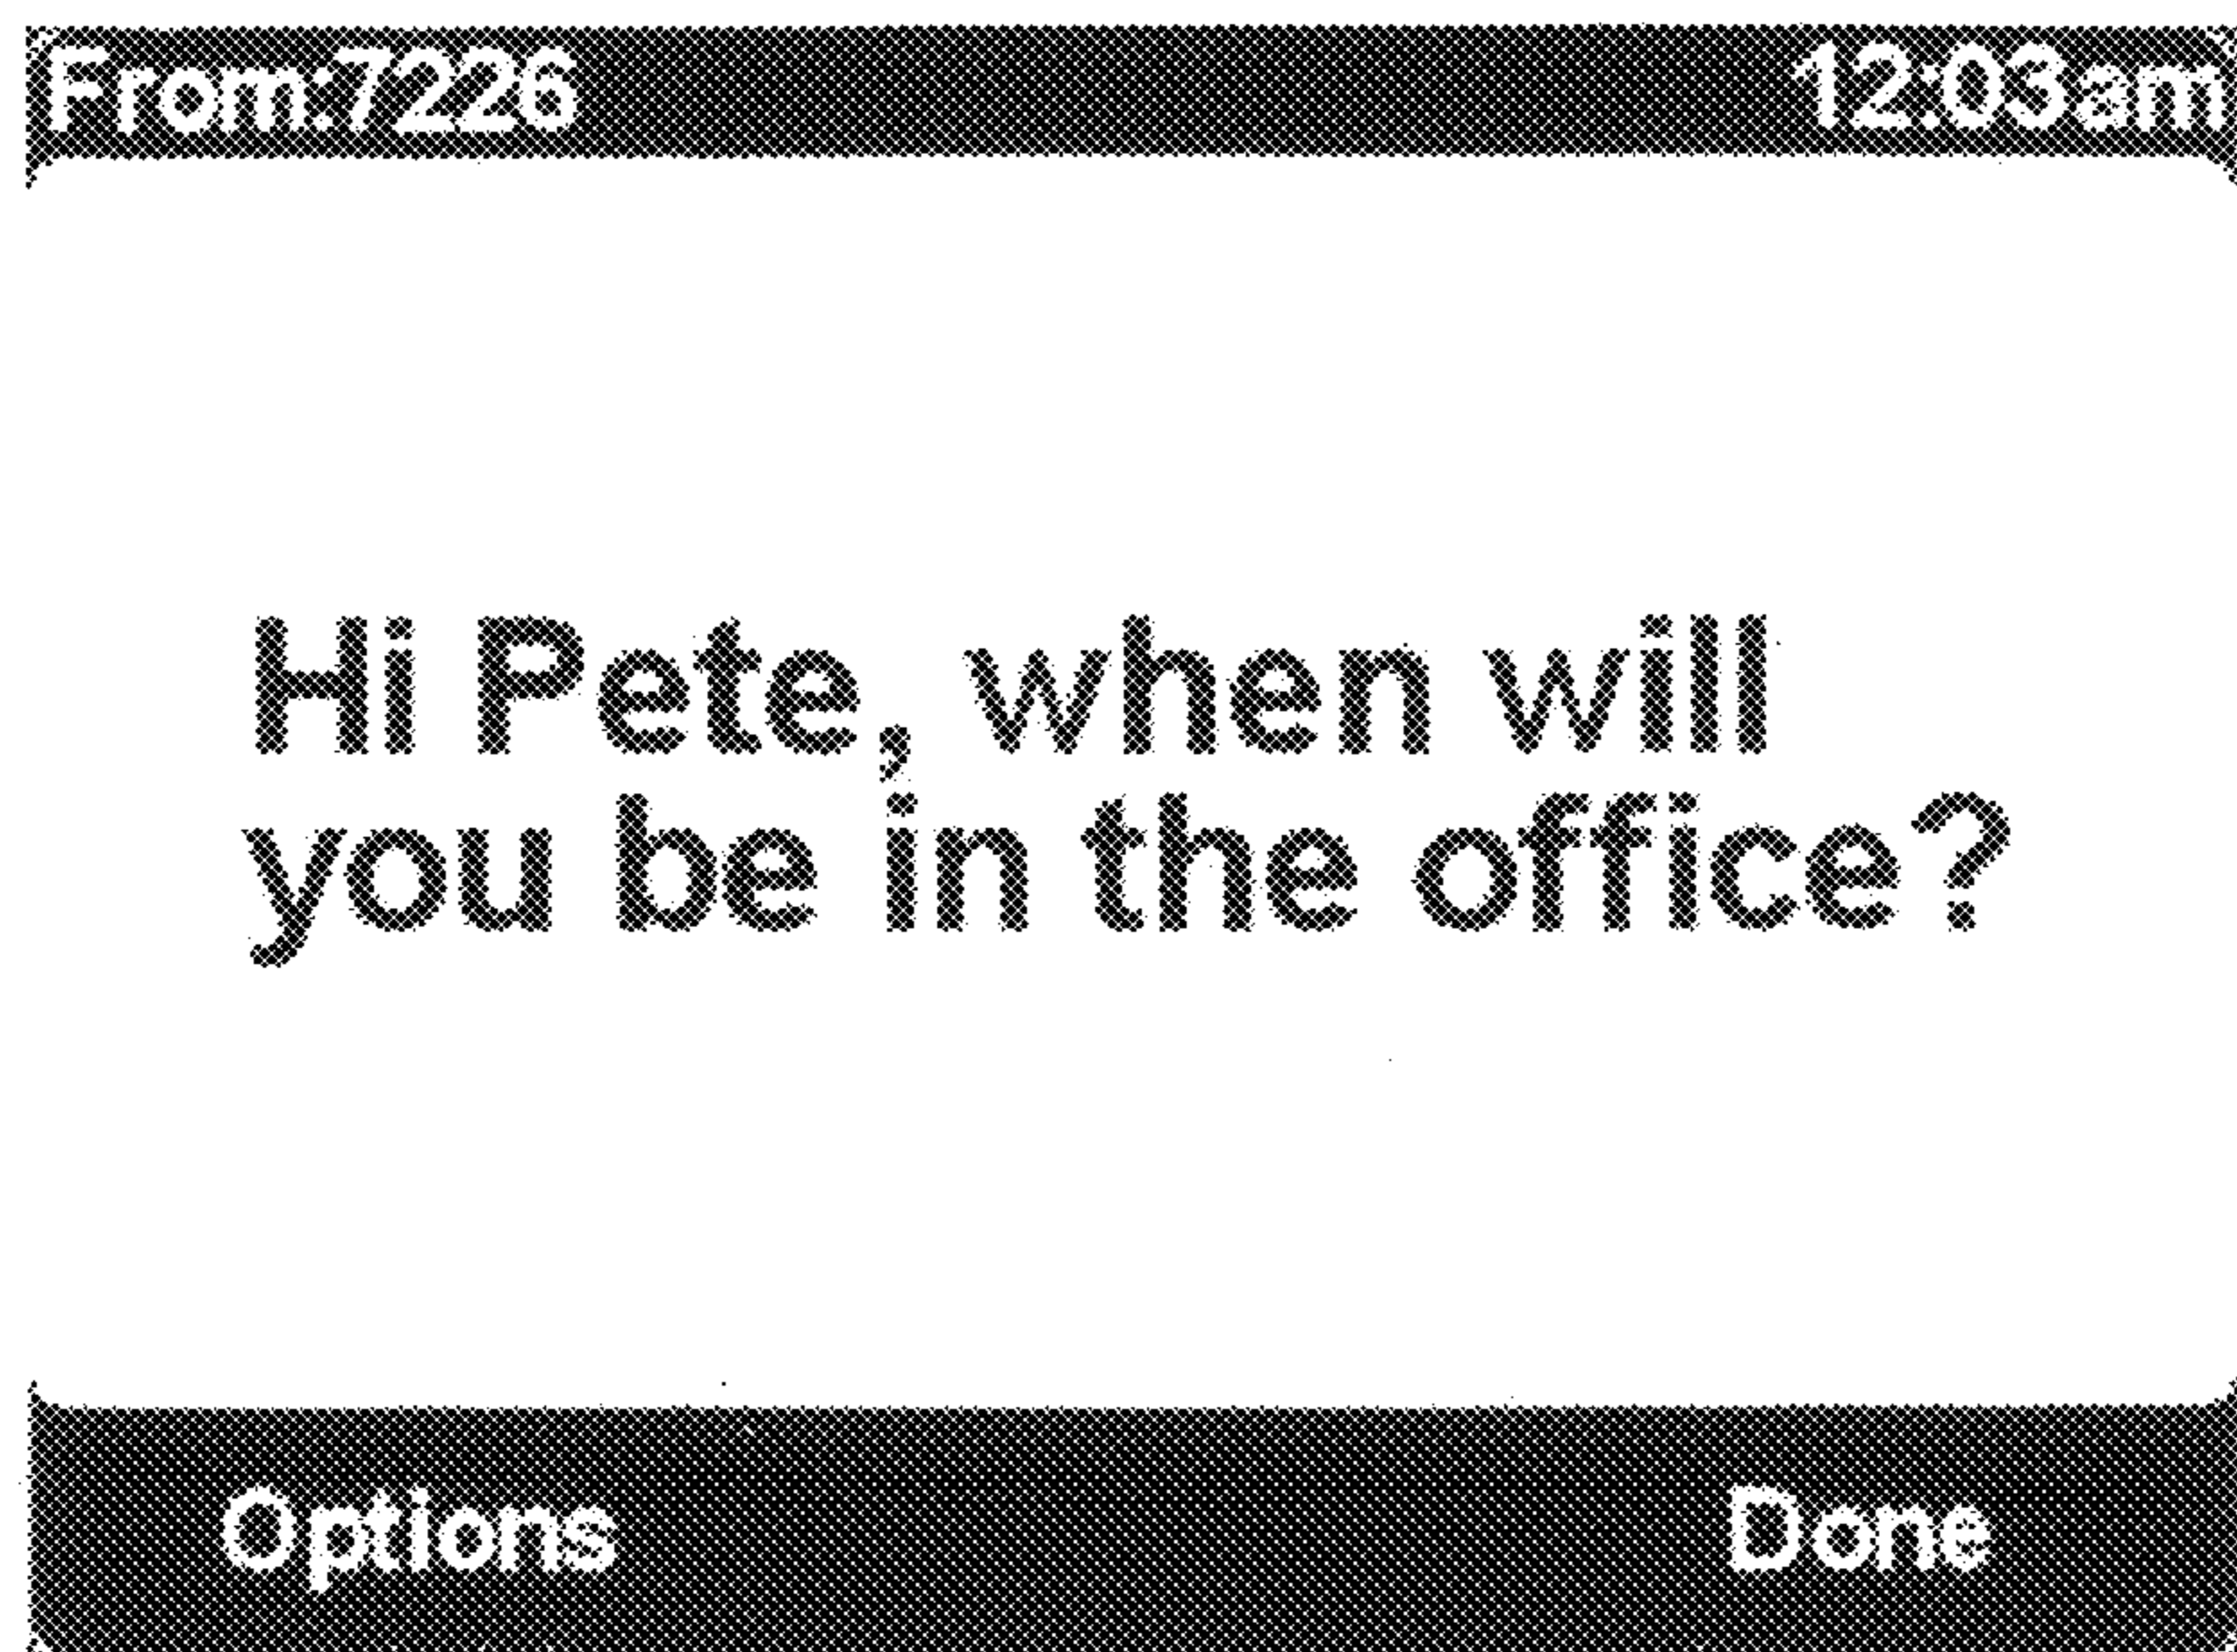 From:7226 12:03am
Hi Pete, when will
you be in the office?
Options Done